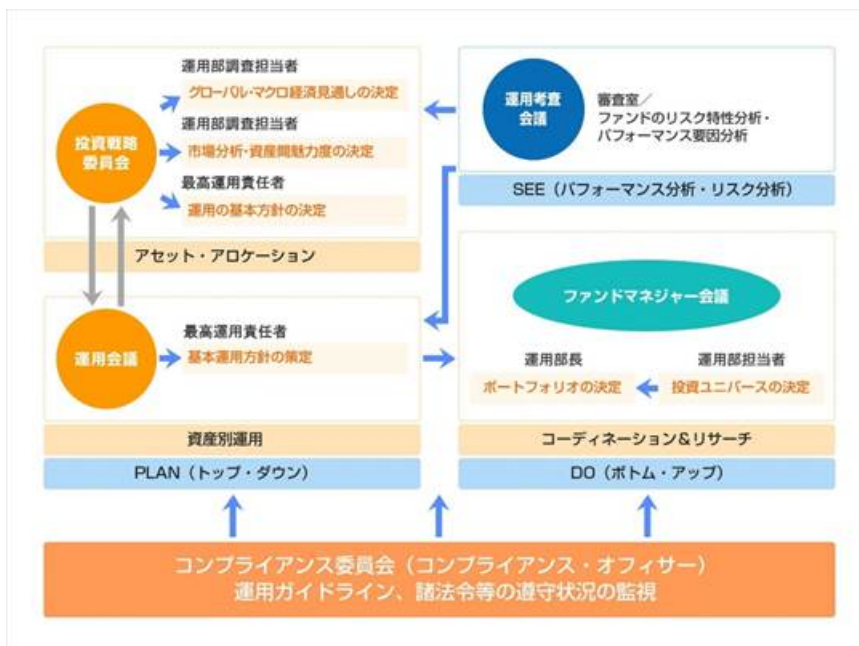 運用部調査担当者
グローバル・マクロ経済見通しの決定
投資戦略
委員会
運用部調査担当者
市場分析・資産間魅力度の決定
最高運用責任者
運用の基本方針の決定
アセット・アロケーション
運用考査
会議
審査室／
ファンドのリスク特性分析・
パフォーマンス要因分析
SEE（パフォーマンス分析・リスク分析）
運用会議
最高運用責任者
基本運用方針の策定
資産別運用
PLAN（トップ・ダウン）
ファンドマネジャー会議
運用部長
ポートフォリオの決定
運用部担当者
投資ユニバースの決定
コーディネーション＆リサーチ
DO（ボトム・アップ）
コンプライアンス委員会（コンプライアンス・オフィサー）
運用ガイドライン、諸法令等の遵守状況の監視